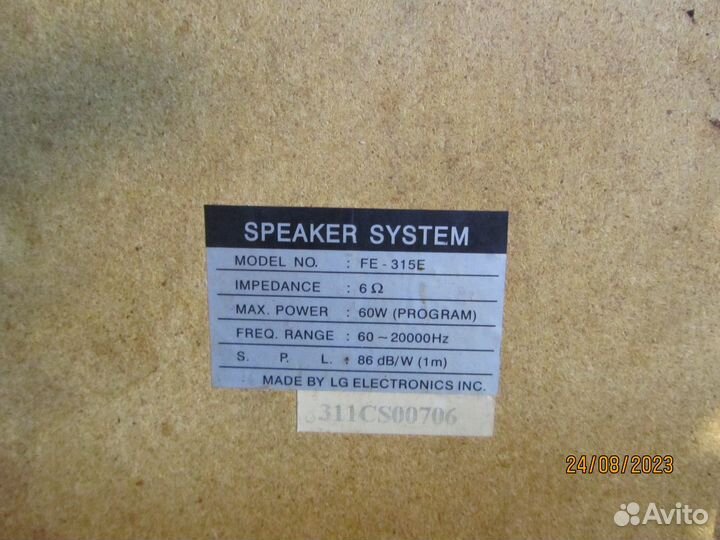 SPEAKER SYSTEM
MODEL NO. : FE-315E
IMPEDANCE : 6 Ω
MAX. POWER : 60W (PROGRAM)
FREQ. RANGE : 60 ~ 20000Hz
S. P. L. : 86 dB/W (1m)
MADE BY LG ELECTRONICS INC.
311CS00706
24/08/2023
Avito